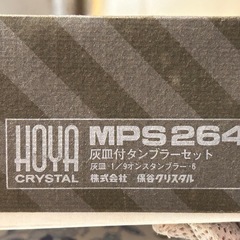 HOYA
CRYSTAL
MPS264
灰皿付タンブラーセット
灰皿・1/9オンスタンブラー・6
株式会社 保谷クリスタル